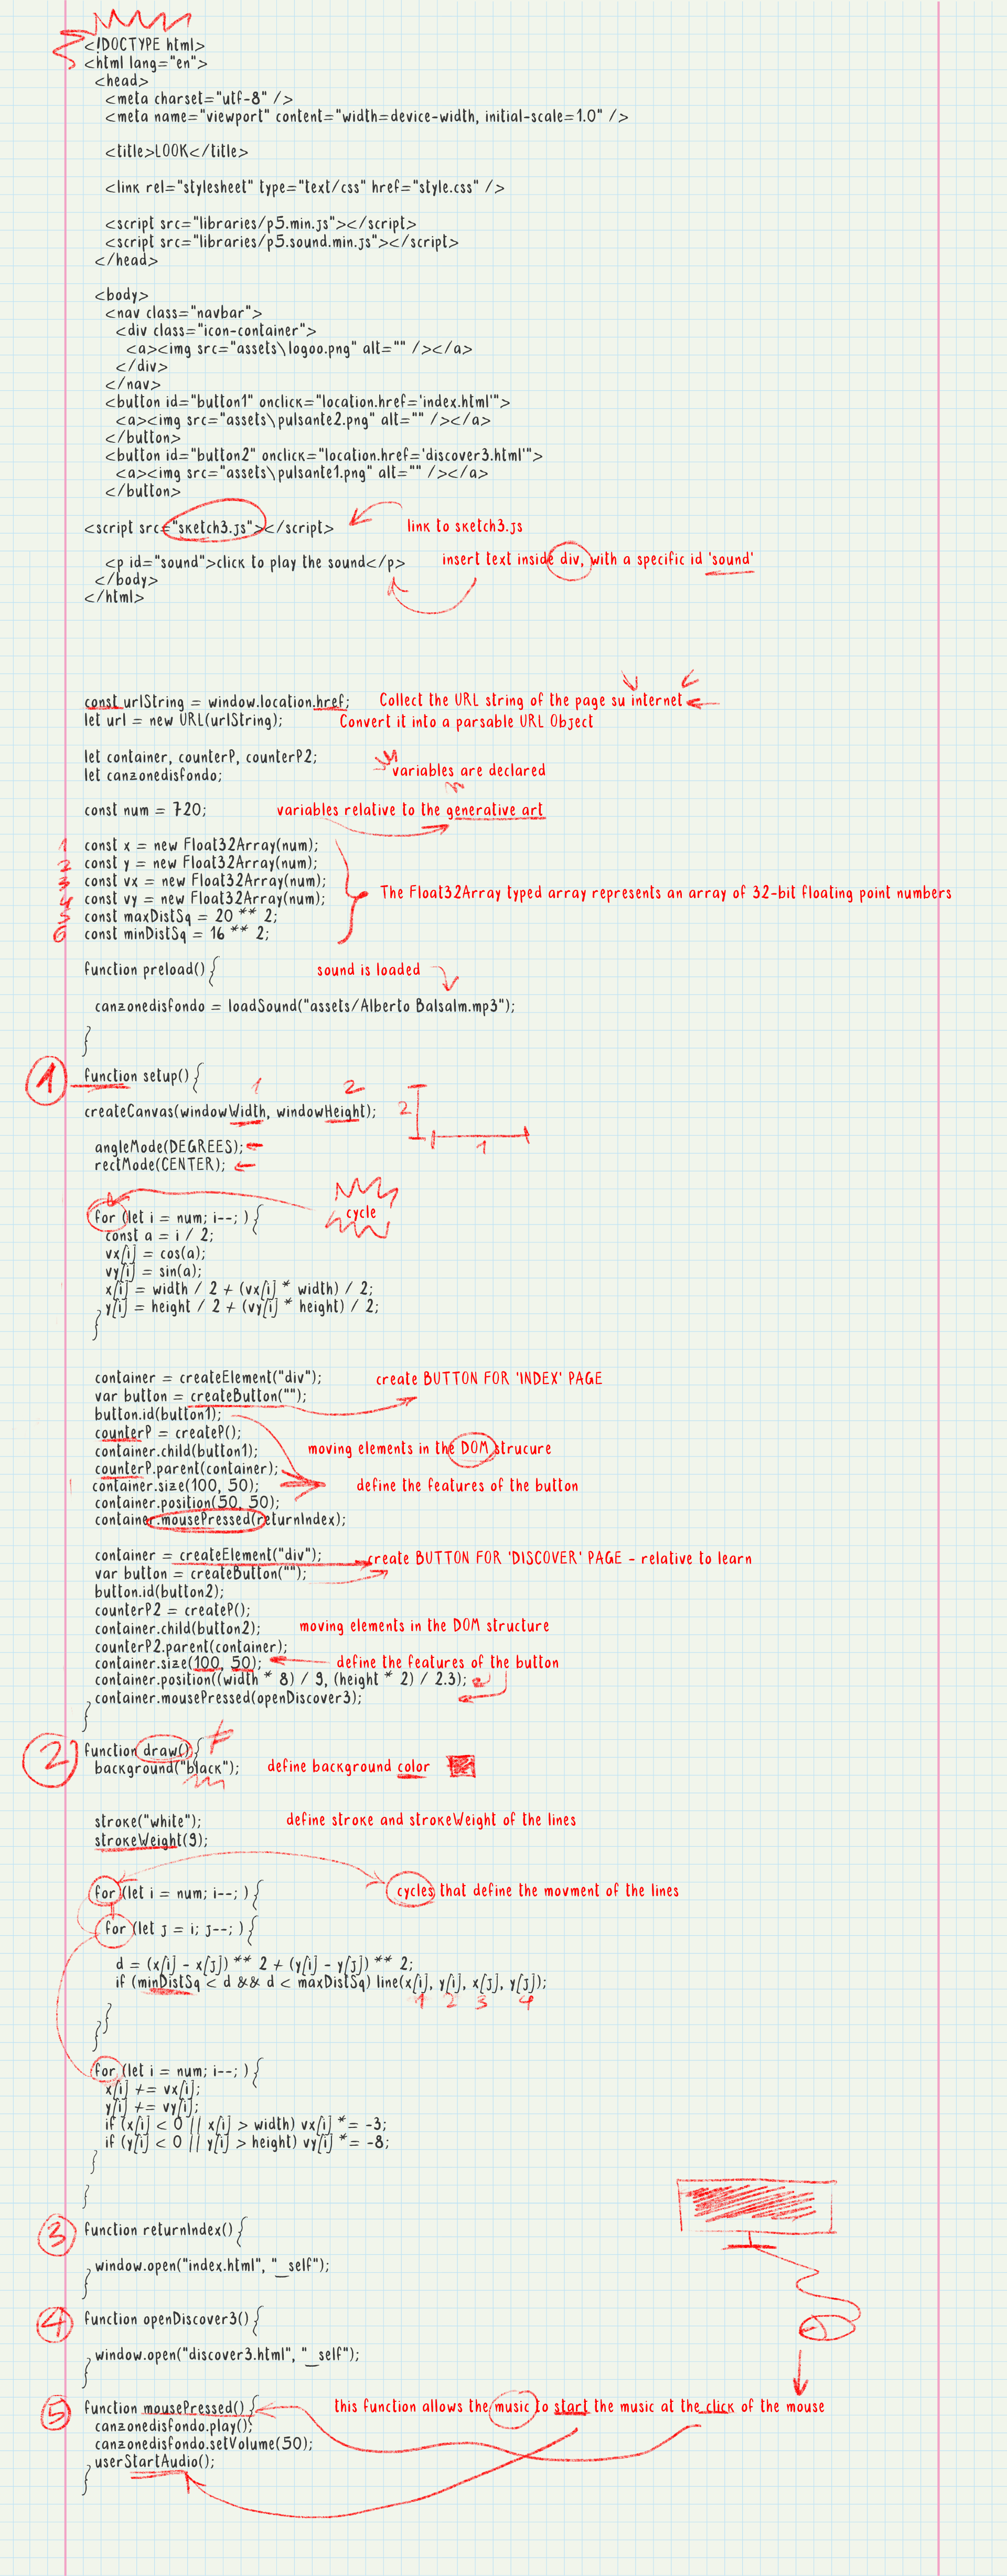 <!DOCTYPE html>
<html lang="en">
<head>
<meta charset="utf-8" />
<meta name="viewport" content="width=device-width, initial-scale=1.0" />
<title>LOOK</title>
<link rel="stylesheet" type="text/css" href="style.css" />
<script src="libraries/p5.min.js"></script>
<script src="libraries/p5.sound.min.js"></script>
</head>
<body>
<nav class="navbar">
<div class="icon-container">
<a><img src="assets\logoo.png" alt="" /></a>
</div>
</nav>
<button id="button1" onclick="location.href='index.html'">
<a><img src="assets\pulsante2.png" alt="" /></a>
</button>
<button id="button2" onclick="location.href='discover3.html'">
<a><img src="assets\pulsante1.png" alt="" /></a>
</button>
<script src="sketch3.js"></script> link to sketch3.js
<p id="sound">click to play the sound</p> insert text inside div, with a specific id 'sound'
</body>
</html>
const urlString = window.location.href; Collect the URL string of the page su internet
let url = new URL(urlString); Convert it into a parsable URL Object
let container, counterP, counterP2;
let canzonedisfondo; variables are declared
const num = 720; variables relative to the generative art
1 const x = new Float32Array(num);
2 const y = new Float32Array(num);
3 const vx = new Float32Array(num);
The Float32Array typed array represents an array of 32-bit floating point numbers
4 const vy = new Float32Array(num);
5 const maxDistSq = 20 ** 2;
6 const minDistSq = 16 ** 2;
function preload() { sound is loaded
canzonedisfondo = loadSound("assets/Alberto Balsalm.mp3");
}
1 function setup() {
1 2
createCanvas(windowWidth, windowHeight); 2
1
angleMode(DEGREES);
rectMode(CENTER);
for (let i = num; i--; ) { cycle
const a = i / 2;
vx[i] = cos(a);
vy[i] = sin(a);
x[i] = width / 2 + (vx[i] * width) / 2;
y[i] = height / 2 + (vy[i] * height) / 2;
}
container = createElement("div"); create BUTTON FOR 'INDEX' PAGE
var button = createButton("");
button.id(button1);
counterP = createP();
container.child(button1); moving elements in the DOM strucure
counterP.parent(container);
container.size(100, 50); define the features of the button
container.position(50, 50);
container.mousePressed(returnIndex);
container = createElement("div"); create BUTTON FOR 'DISCOVER' PAGE - relative to learn
var button = createButton("");
button.id(button2);
counterP2 = createP();
container.child(button2); moving elements in the DOM structure
counterP2.parent(container);
container.size(100, 50); define the features of the button
container.position((width * 8) / 9, (height * 2) / 2.3);
container.mousePressed(openDiscover3);
}
2 function draw() {
background("black"); define background color
stroke("white"); define stroke and strokeWeight of the lines
strokeWeight(9);
for (let i = num; i--; ) { cycles that define the movment of the lines
for (let j = i; j--; ) {
d = (x[i] - x[j]) ** 2 + (y[i] - y[j]) ** 2;
if (minDistSq < d && d < maxDistSq) line(x[i], y[i], x[j], y[j]);
1 2 3 4
}
}
for (let i = num; i--; ) {
x[i] += vx[i];
y[i] += vy[i];
if (x[i] < 0 || x[i] > width) vx[i] *= -3;
if (y[i] < 0 || y[i] > height) vy[i] *= -8;
}
}
3 function returnIndex() {
window.open("index.html", "_self");
}
4 function openDiscover3() {
window.open("discover3.html", "_self");
}
5 function mousePressed() { this function allows the music to start the music at the click of the mouse
canzonedisfondo.play();
canzonedisfondo.setVolume(50);
userStartAudio();
}